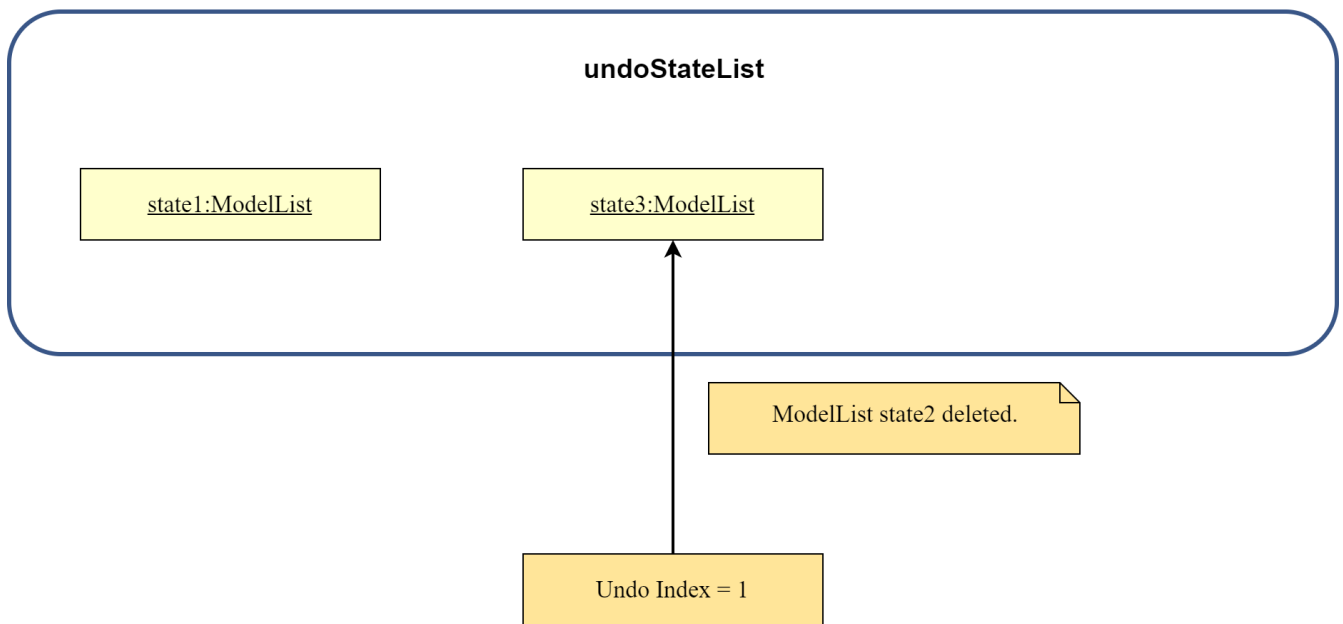 undoStateList
state1:ModelList
state3:ModelList
ModelList state2 deleted.
Undo Index = 1